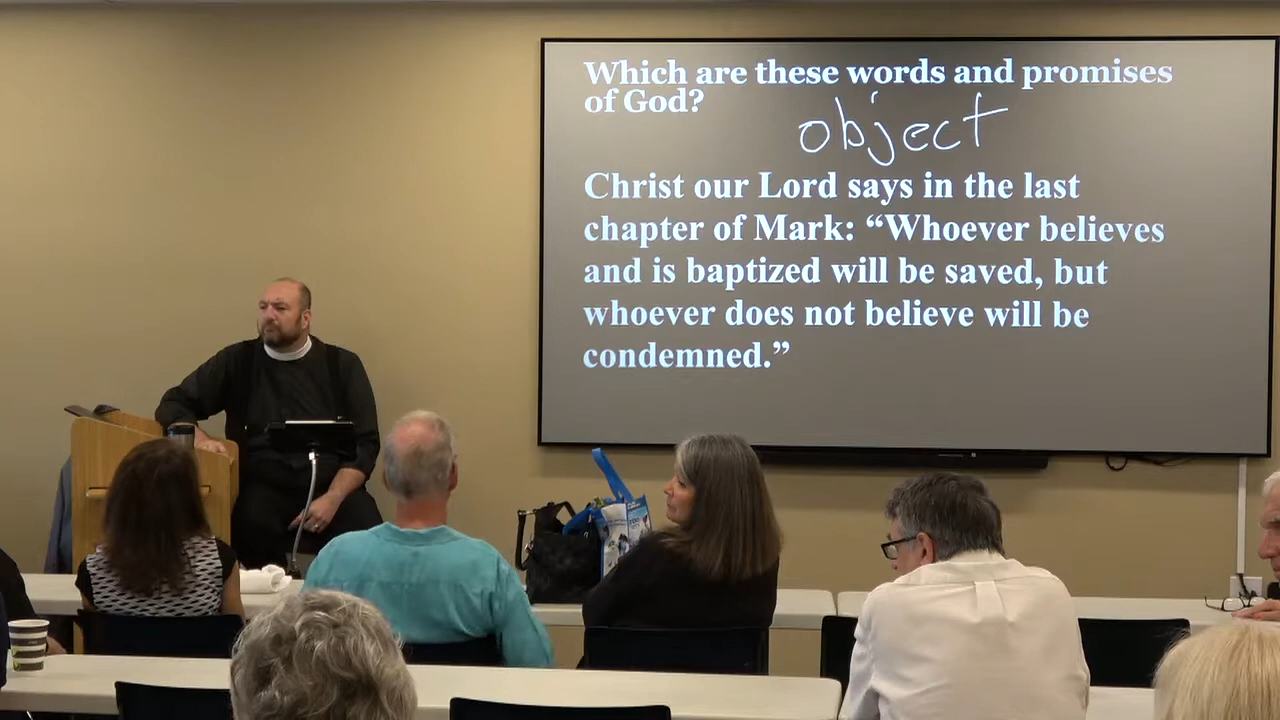 Which are these words and promises
of God?
object
Christ our Lord says in the last
chapter of Mark: “Whoever believes
and is baptized will be saved, but
whoever does not believe will be
condemned.”